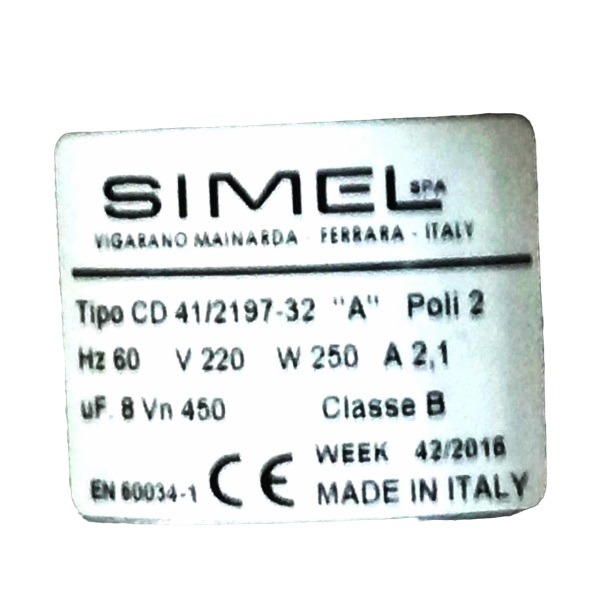 SIMEL SPA
VIGARANO MAINARDA - FERRARA - ITALY
Tipo CD 41/2197-32 "A" Poli 2
Hz 60 V 220 W 250 A 2,1
uF. 8 Vn 450 Classe B
WEEK 42/2016
EN 60034-1 CE MADE IN ITALY